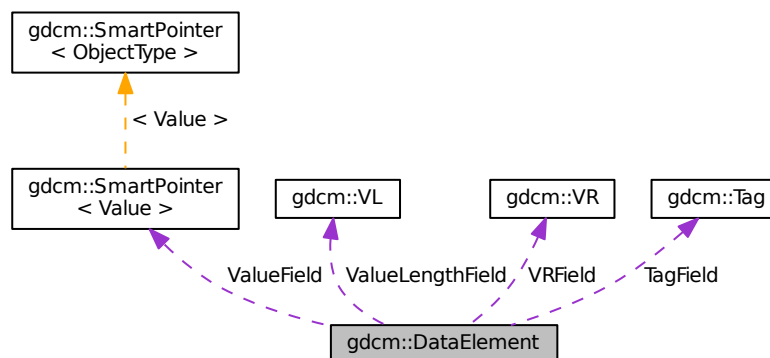 gdcm::SmartPointer
< ObjectType >
< Value >
gdcm::SmartPointer
< Value >
gdcm::VL
gdcm::VR
gdcm::Tag
ValueField
ValueLengthField
VRField
TagField
gdcm::DataElement